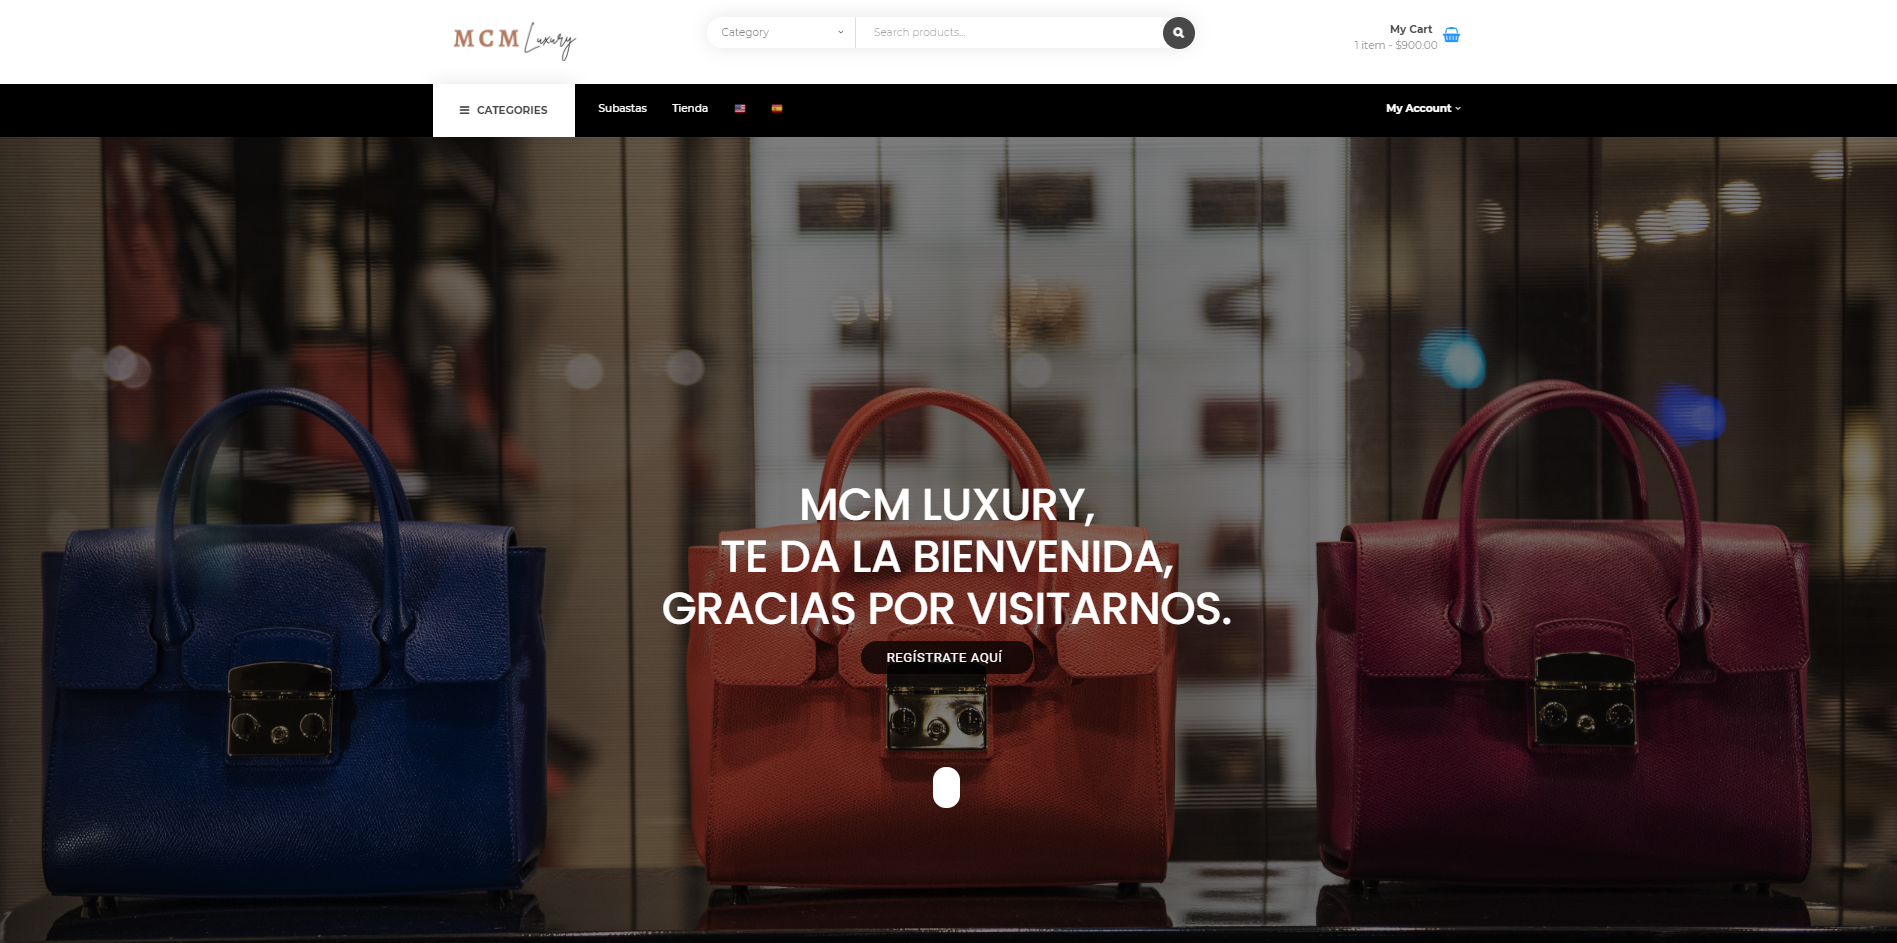 MCM Luxury
Category
Search products...
My Cart
1 item - $900.00
CATEGORIES
Subastas
Tienda
My Account
MCM LUXURY,
TE DA LA BIENVENIDA,
GRACIAS POR VISITARNOS.
REGÍSTRATE AQUÍ